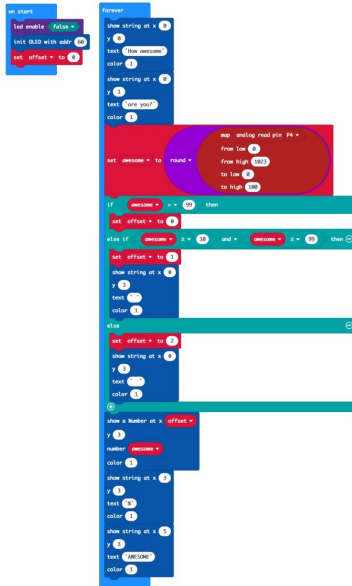 on start
led enable false
init OLED with addr 60
set offset to 0
forever
show string at x 0
y 0
text "How awesome"
color 1
show string at x 0
y 1
text "are you?"
color 1
set awesome to round map analog read pin P4
from low 0
from high 1023
to low 0
to high 100
if awesome > 99 then
set offset to 0
else if awesome ≥ 10 and awesome ≤ 99 then
set offset to 1
show string at x 0
y 3
text " "
color 1
else
set offset to 2
show string at x 0
y 3
text " "
color 1
show a Number at x offset
y 3
number awesome
color 1
show string at x 3
y 3
text "%"
color 1
show string at x 5
y 3
text "AWESOME"
color 1